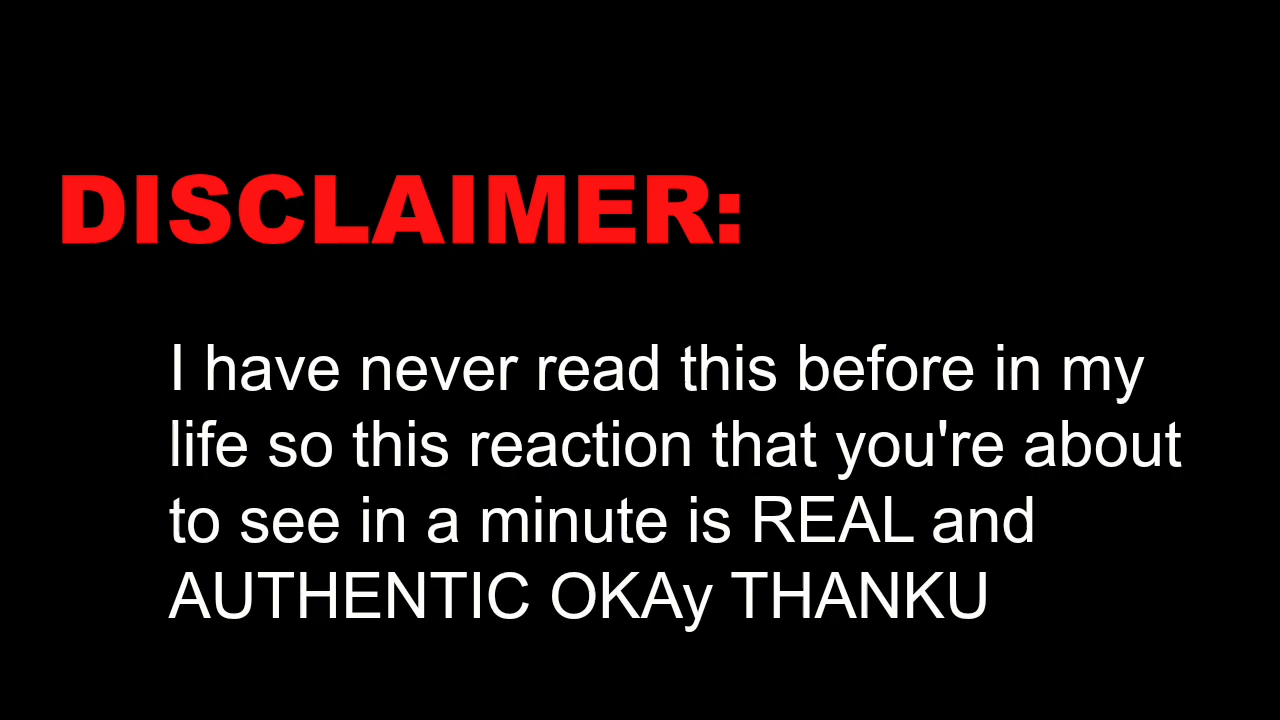 DISCLAIMER:
I have never read this before in my
life so this reaction that you're about
to see in a minute is REAL and
AUTHENTIC OKAy THANKU